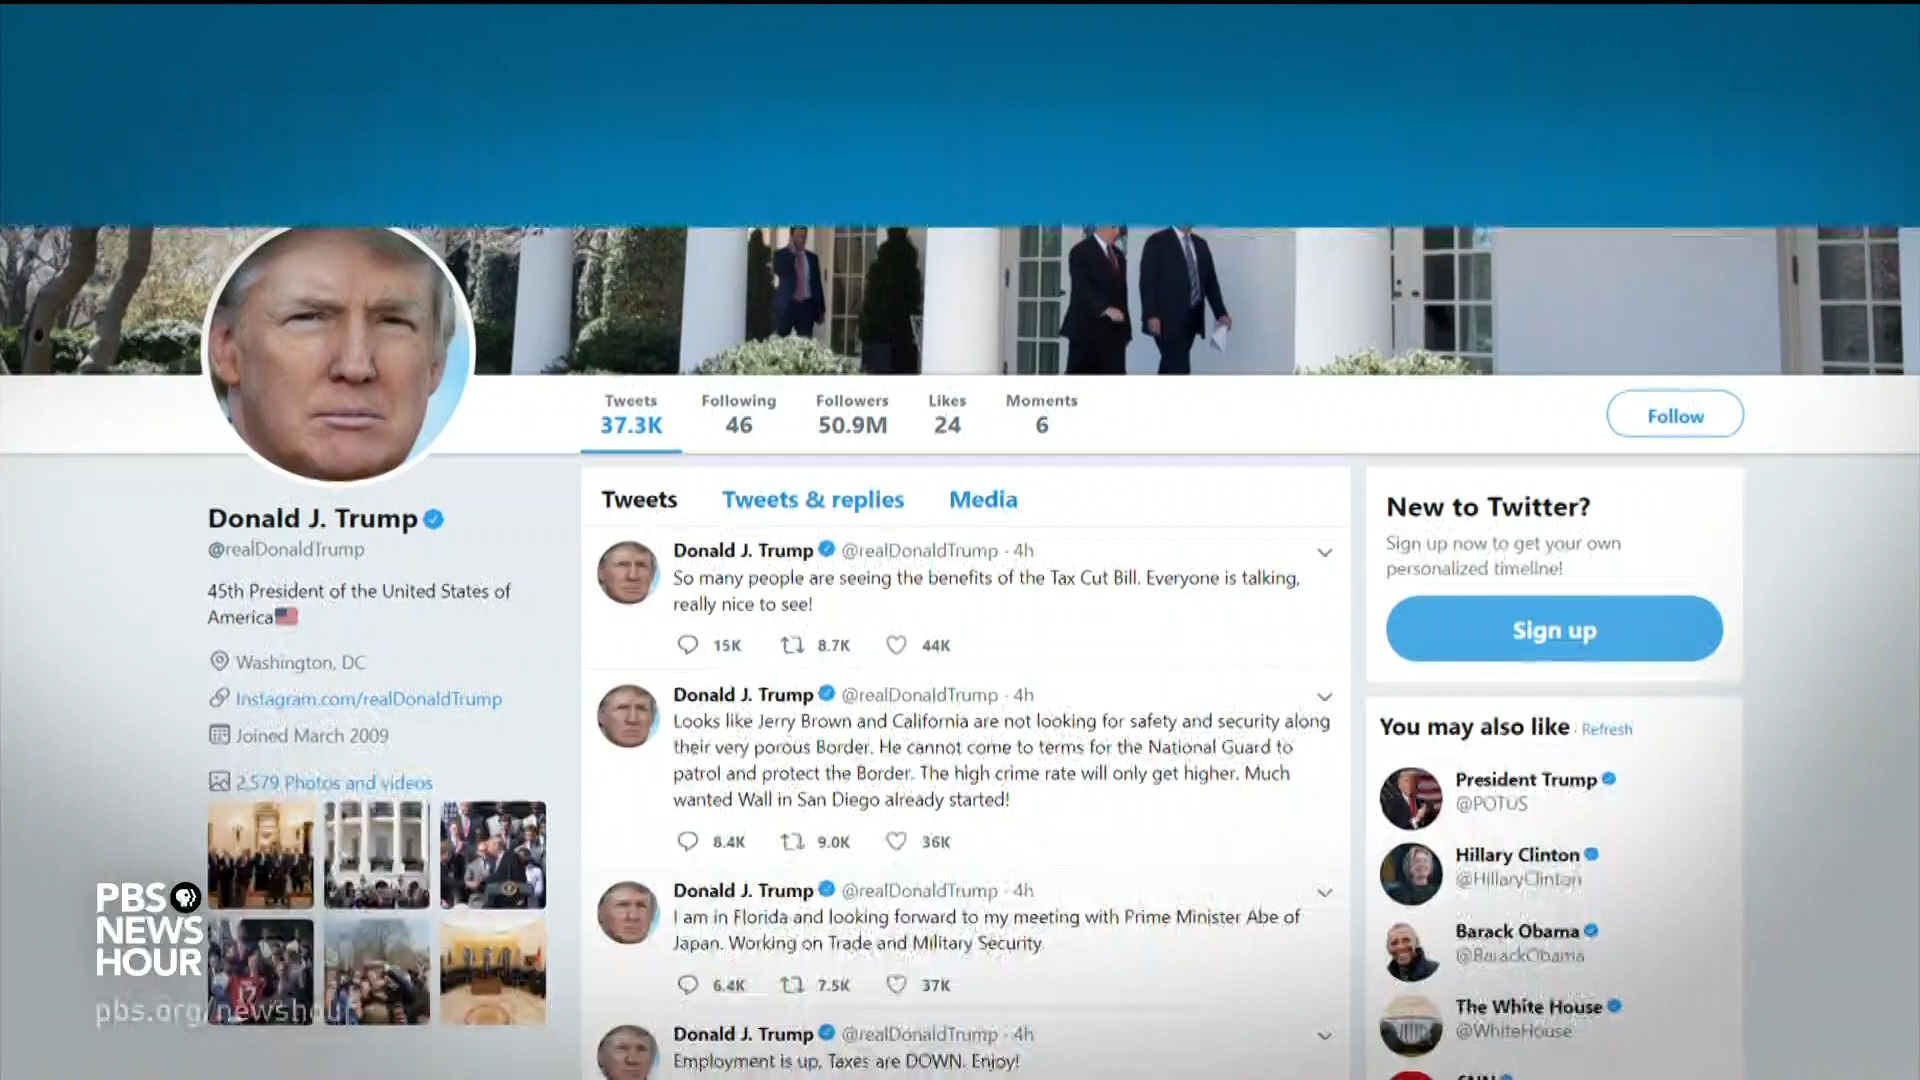 Tweets
37.3K
Following
46
Followers
50.9M
Likes
24
Moments
6
Follow
Donald J. Trump
@realDonaldTrump
45th President of the United States of
America
Washington, DC
Instagram.com/realDonaldTrump
Joined March 2009
2,579 Photos and videos
Tweets Tweets & replies Media
Donald J. Trump @realDonaldTrump · 4h
So many people are seeing the benefits of the Tax Cut Bill. Everyone is talking,
really nice to see!
15K 8.7K 44K
Donald J. Trump @realDonaldTrump · 4h
Looks like Jerry Brown and California are not looking for safety and security along
their very porous Border. He cannot come to terms for the National Guard to
patrol and protect the Border. The high crime rate will only get higher. Much
wanted Wall in San Diego already started!
8.4K 9.0K 36K
Donald J. Trump @realDonaldTrump · 4h
I am in Florida and looking forward to my meeting with Prime Minister Abe of
Japan. Working on Trade and Military Security.
6.4K 7.5K 37K
Donald J. Trump @realDonaldTrump · 4h
Employment is up, Taxes are DOWN. Enjoy!
New to Twitter?
Sign up now to get your own
personalized timeline!
Sign up
You may also like · Refresh
President Trump
@POTUS
Hillary Clinton
@HillaryClinton
Barack Obama
@BarackObama
The White House
@WhiteHouse
PBS
NEWS
HOUR
pbs.org/newshour
17